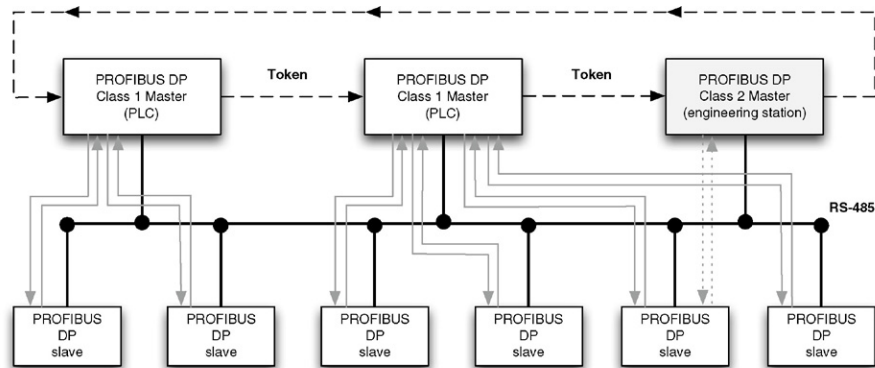 PROFIBUS DP
Class 1 Master
(PLC)
Token
PROFIBUS DP
Class 1 Master
(PLC)
Token
PROFIBUS DP
Class 2 Master
(engineering station)
RS-485
PROFIBUS
DP
slave
PROFIBUS
DP
slave
PROFIBUS
DP
slave
PROFIBUS
DP
slave
PROFIBUS
DP
slave
PROFIBUS
DP
slave